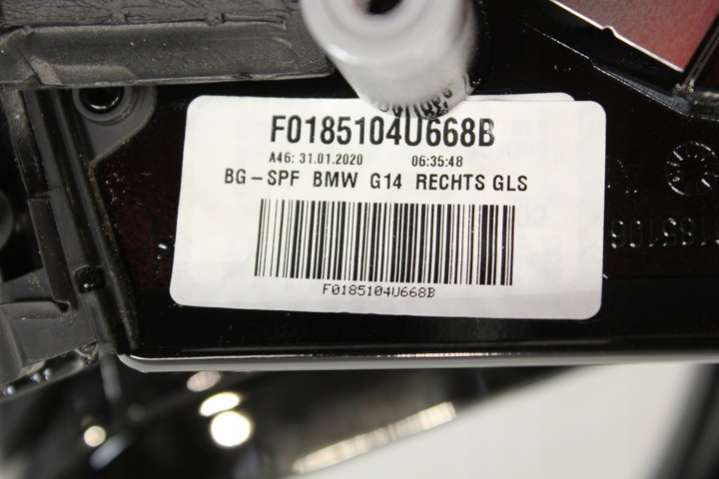 F0185104U668B
A46: 31.01.2020 06:35:48
BG-SPF BMW G14 RECHTS GLS
F0185104U668B